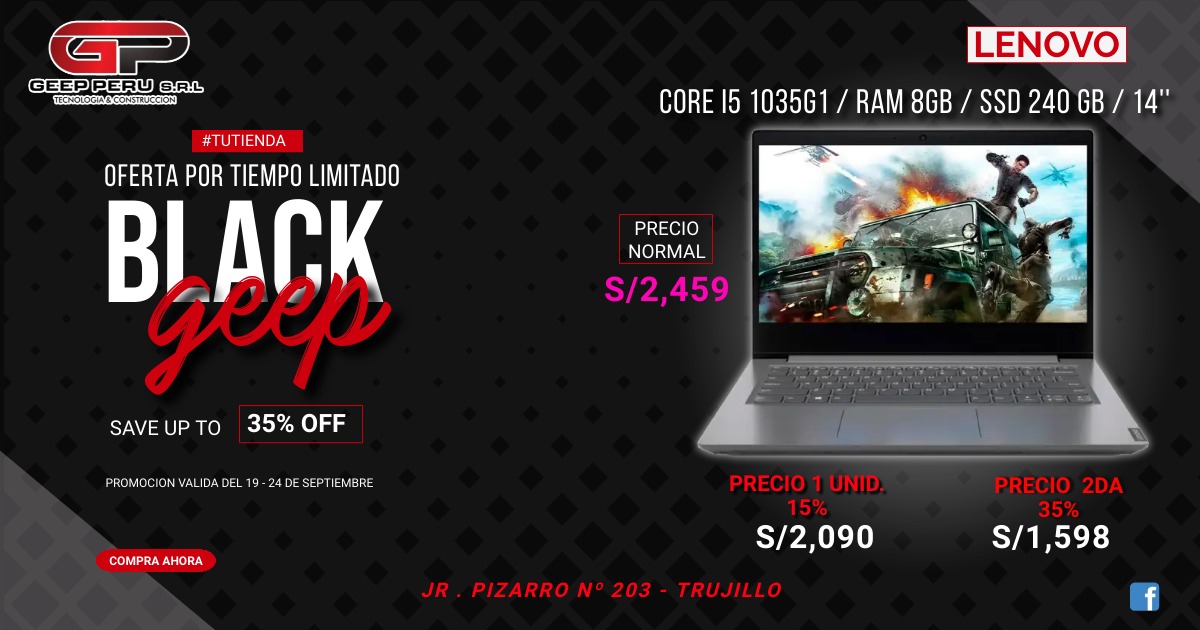 GP
GEEP PERU S.R.L
TECNOLOGIA & CONSTRUCCION
#TUTIENDA
OFERTA POR TIEMPO LIMITADO
BLACK
geep
SAVE UP TO 35% OFF
PROMOCION VALIDA DEL 19 - 24 DE SEPTIEMBRE
COMPRA AHORA
LENOVO
CORE I5 1035G1 / RAM 8GB / SSD 240 GB / 14''
PRECIO
NORMAL
S/2,459
PRECIO 1 UNID.
15%
S/2,090
PRECIO 2DA
35%
S/1,598
JR . PIZARRO Nº 203 - TRUJILLO
f